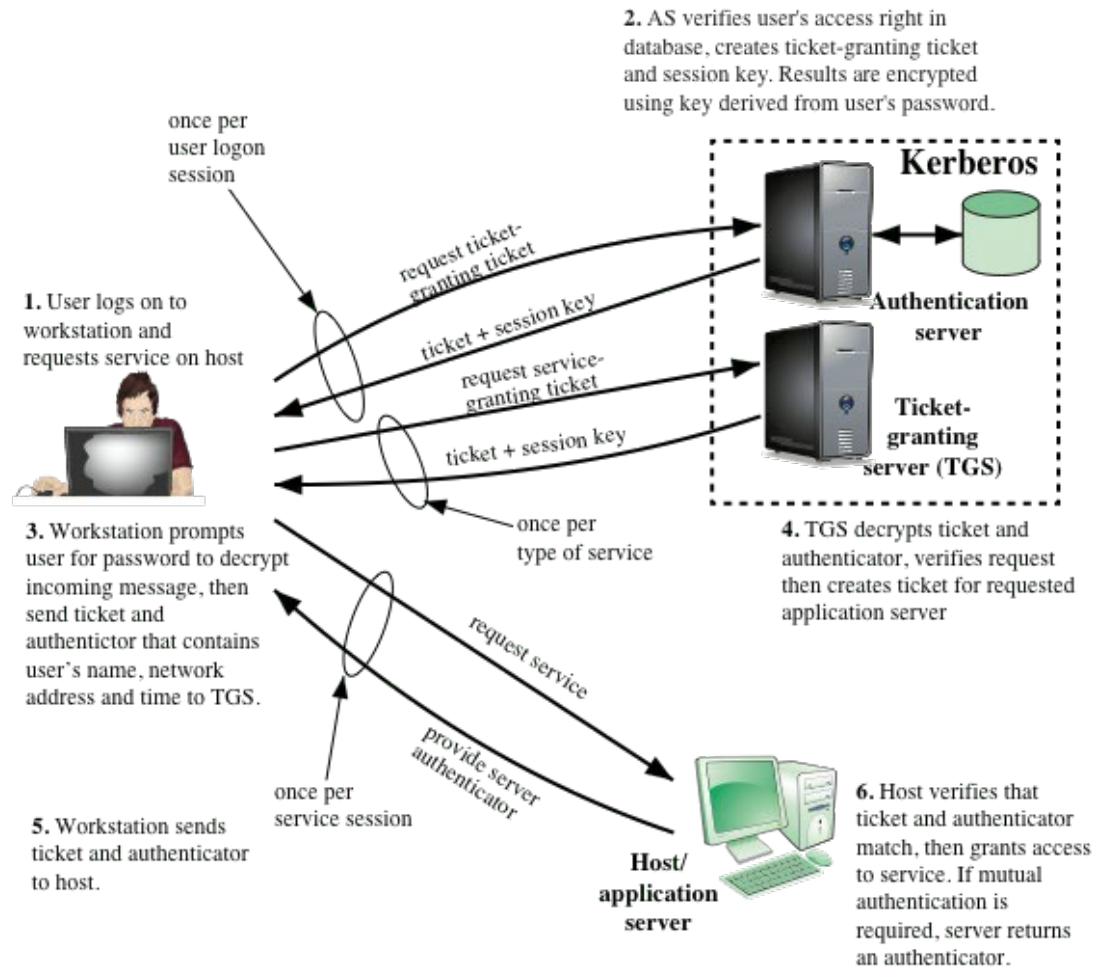 2. AS verifies user's access right in
database, creates ticket-granting ticket
and session key. Results are encrypted
using key derived from user's password.
once per
user logon
session
Kerberos
request ticket-
granting ticket
1. User logs on to
workstation and
requests service on host
ticket + session key
Authentication
server
request service-
granting ticket
ticket + session key
Ticket-
granting
server (TGS)
once per
type of service
3. Workstation prompts
user for password to decrypt
incoming message, then
send ticket and
authentictor that contains
user's name, network
address and time to TGS.
4. TGS decrypts ticket and
authenticator, verifies request
then creates ticket for requested
application server
request service
provide server
authenticator
once per
service session
5. Workstation sends
ticket and authenticator
to host.
Host/
application
server
6. Host verifies that
ticket and authenticator
match, then grants access
to service. If mutual
authentication is
required, server returns
an authenticator.